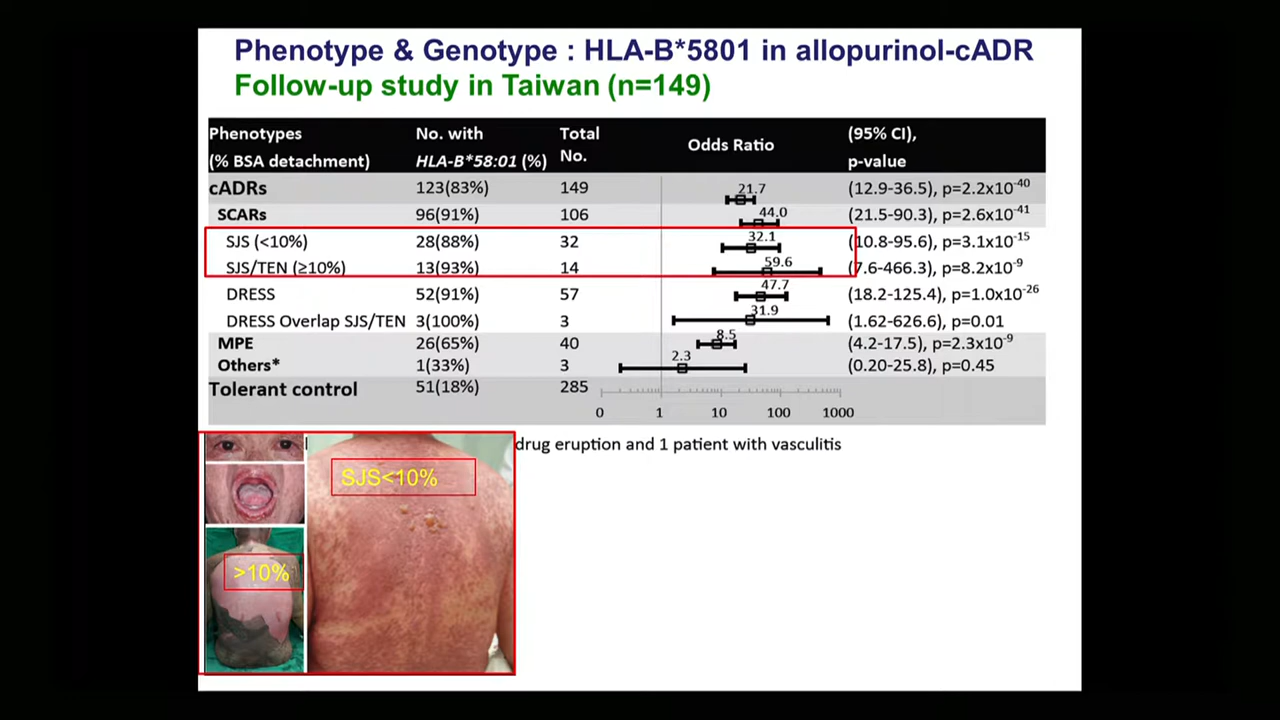 Phenotype & Genotype : HLA-B*5801 in allopurinol-cADR
Follow-up study in Taiwan (n=149)
Phenotypes (% BSA detachment) No. with HLA-B*58:01 (%) Total No. Odds Ratio (95% CI), p-value
cADRs 123(83%) 149 21.7 (12.9-36.5), p=2.2x10-40
SCARs 96(91%) 106 44.0 (21.5-90.3), p=2.6x10-41
SJS (<10%) 28(88%) 32 32.1 (10.8-95.6), p=3.1x10-15
SJS/TEN (≥10%) 13(93%) 14 59.6 (7.6-466.3), p=8.2x10-9
DRESS 52(91%) 57 47.7 (18.2-125.4), p=1.0x10-26
DRESS Overlap SJS/TEN 3(100%) 3 31.9 (1.62-626.6), p=0.01
MPE 26(65%) 40 8.5 (4.2-17.5), p=2.3x10-9
Others* 1(33%) 3 2.3 (0.20-25.8), p=0.45
Tolerant control 51(18%) 285
0 1 10 100 1000
drug eruption and 1 patient with vasculitis
SJS<10%
>10%